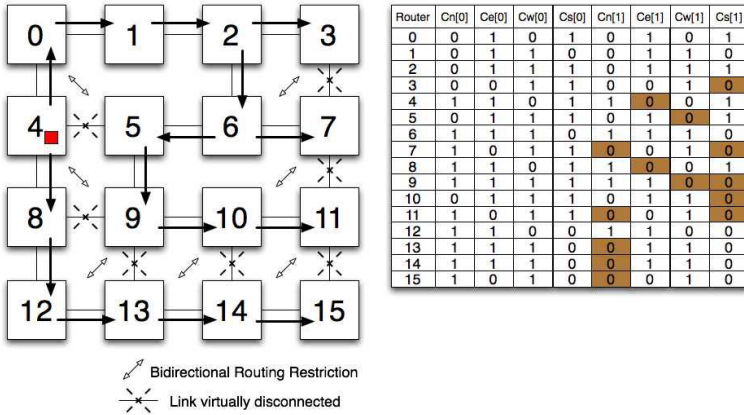 0 1 2 3
4 5 6 7
8 9 10 11
12 13 14 15
Bidirectional Routing Restriction
Link virtually disconnected
Router Cn[0] Ce[0] Cw[0] Cs[0] Cn[1] Ce[1] Cw[1] Cs[1]
0 0 1 0 1 0 1 0 1
1 0 1 1 0 0 1 1 0
2 0 1 1 1 0 1 1 1
3 0 0 1 1 0 0 1 0
4 1 1 0 1 1 0 0 1
5 0 1 1 1 0 1 0 1
6 1 1 1 0 1 1 1 0
7 1 0 1 1 0 0 1 0
8 1 1 0 1 1 0 0 1
9 1 1 1 1 1 1 0 0
10 0 1 1 1 0 1 1 0
11 1 0 1 1 0 0 1 0
12 1 1 0 0 1 1 0 0
13 1 1 1 0 0 1 1 0
14 1 1 1 0 0 1 1 0
15 1 0 1 0 0 0 1 0